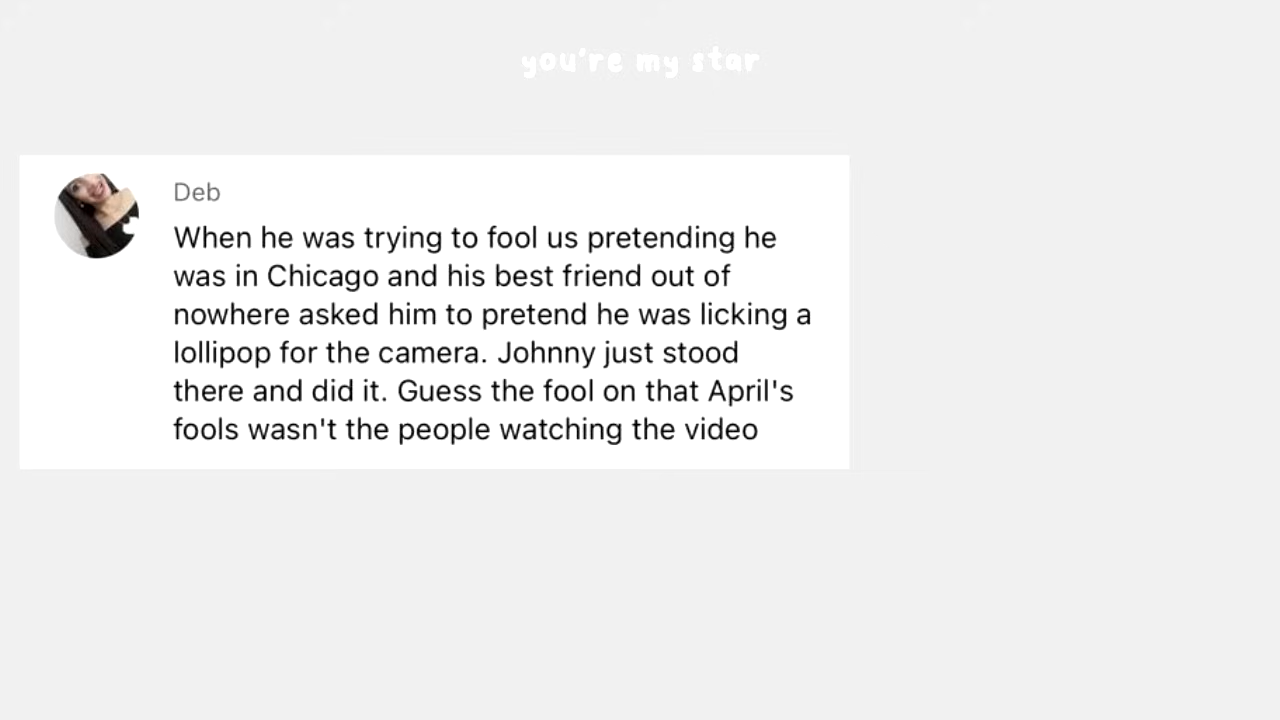 you're my star
Deb
When he was trying to fool us pretending he
was in Chicago and his best friend out of
nowhere asked him to pretend he was licking a
lollipop for the camera. Johnny just stood
there and did it. Guess the fool on that April's
fools wasn't the people watching the video